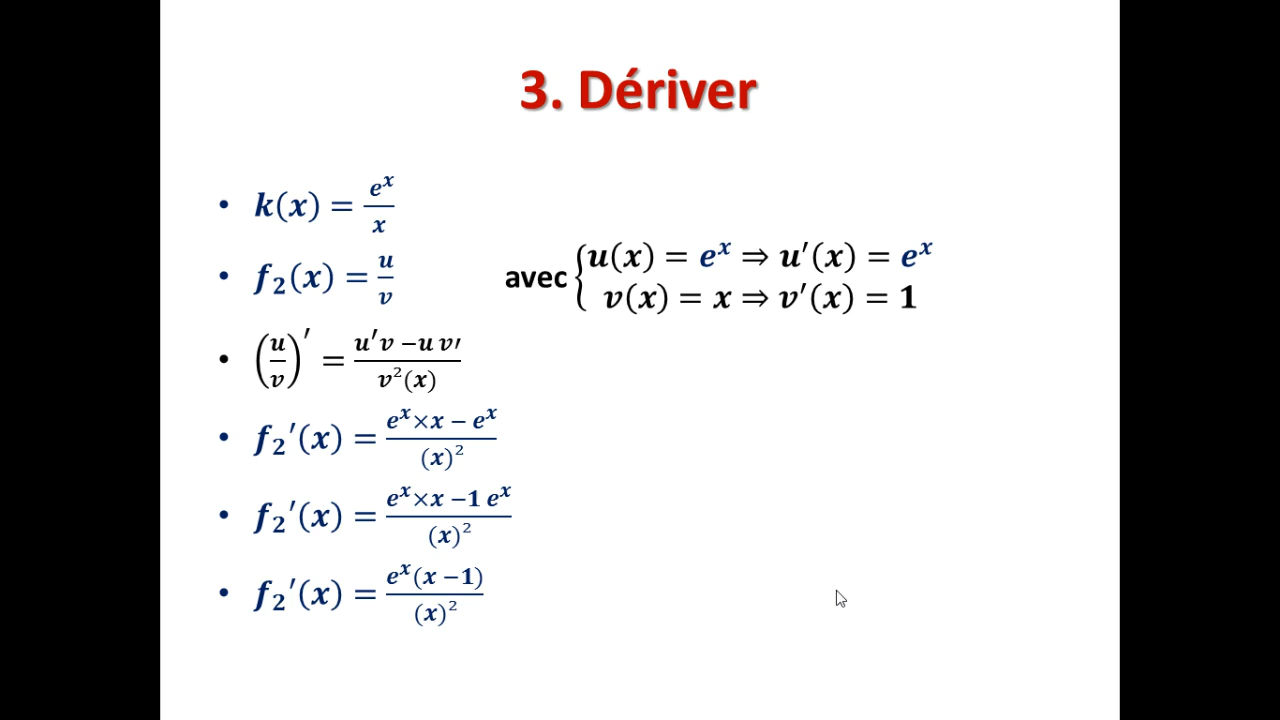 3. Dériver
• k(x) = e^x / x
• f₂(x) = u / v avec { u(x) = e^x ⇒ u′(x) = e^x
v(x) = x ⇒ v′(x) = 1
• (u / v)′ = (u′v − u v′) / v²(x)
• f₂′(x) = (e^x × x − e^x) / (x)²
• f₂′(x) = (e^x × x − 1 e^x) / (x)²
• f₂′(x) = e^x (x − 1) / (x)²